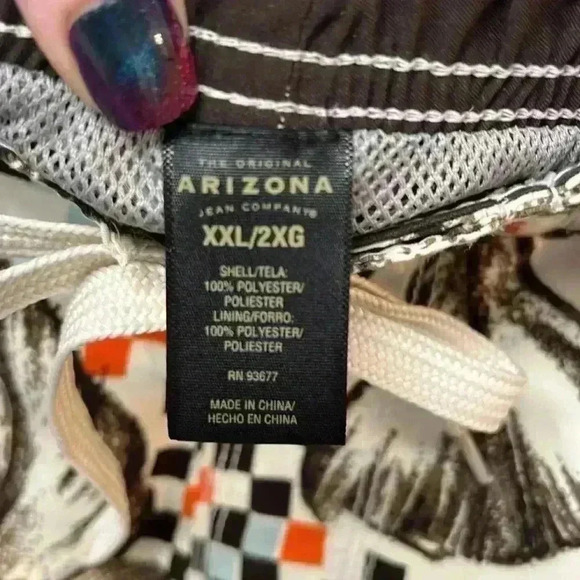 THE ORIGINAL
ARIZONA
JEAN COMPANY®
XXL/2XG
SHELL/TELA:
100% POLYESTER/
POLIESTER
LINING/FORRO:
100% POLYESTER/
POLIESTER
RN 93677
MADE IN CHINA/
HECHO EN CHINA